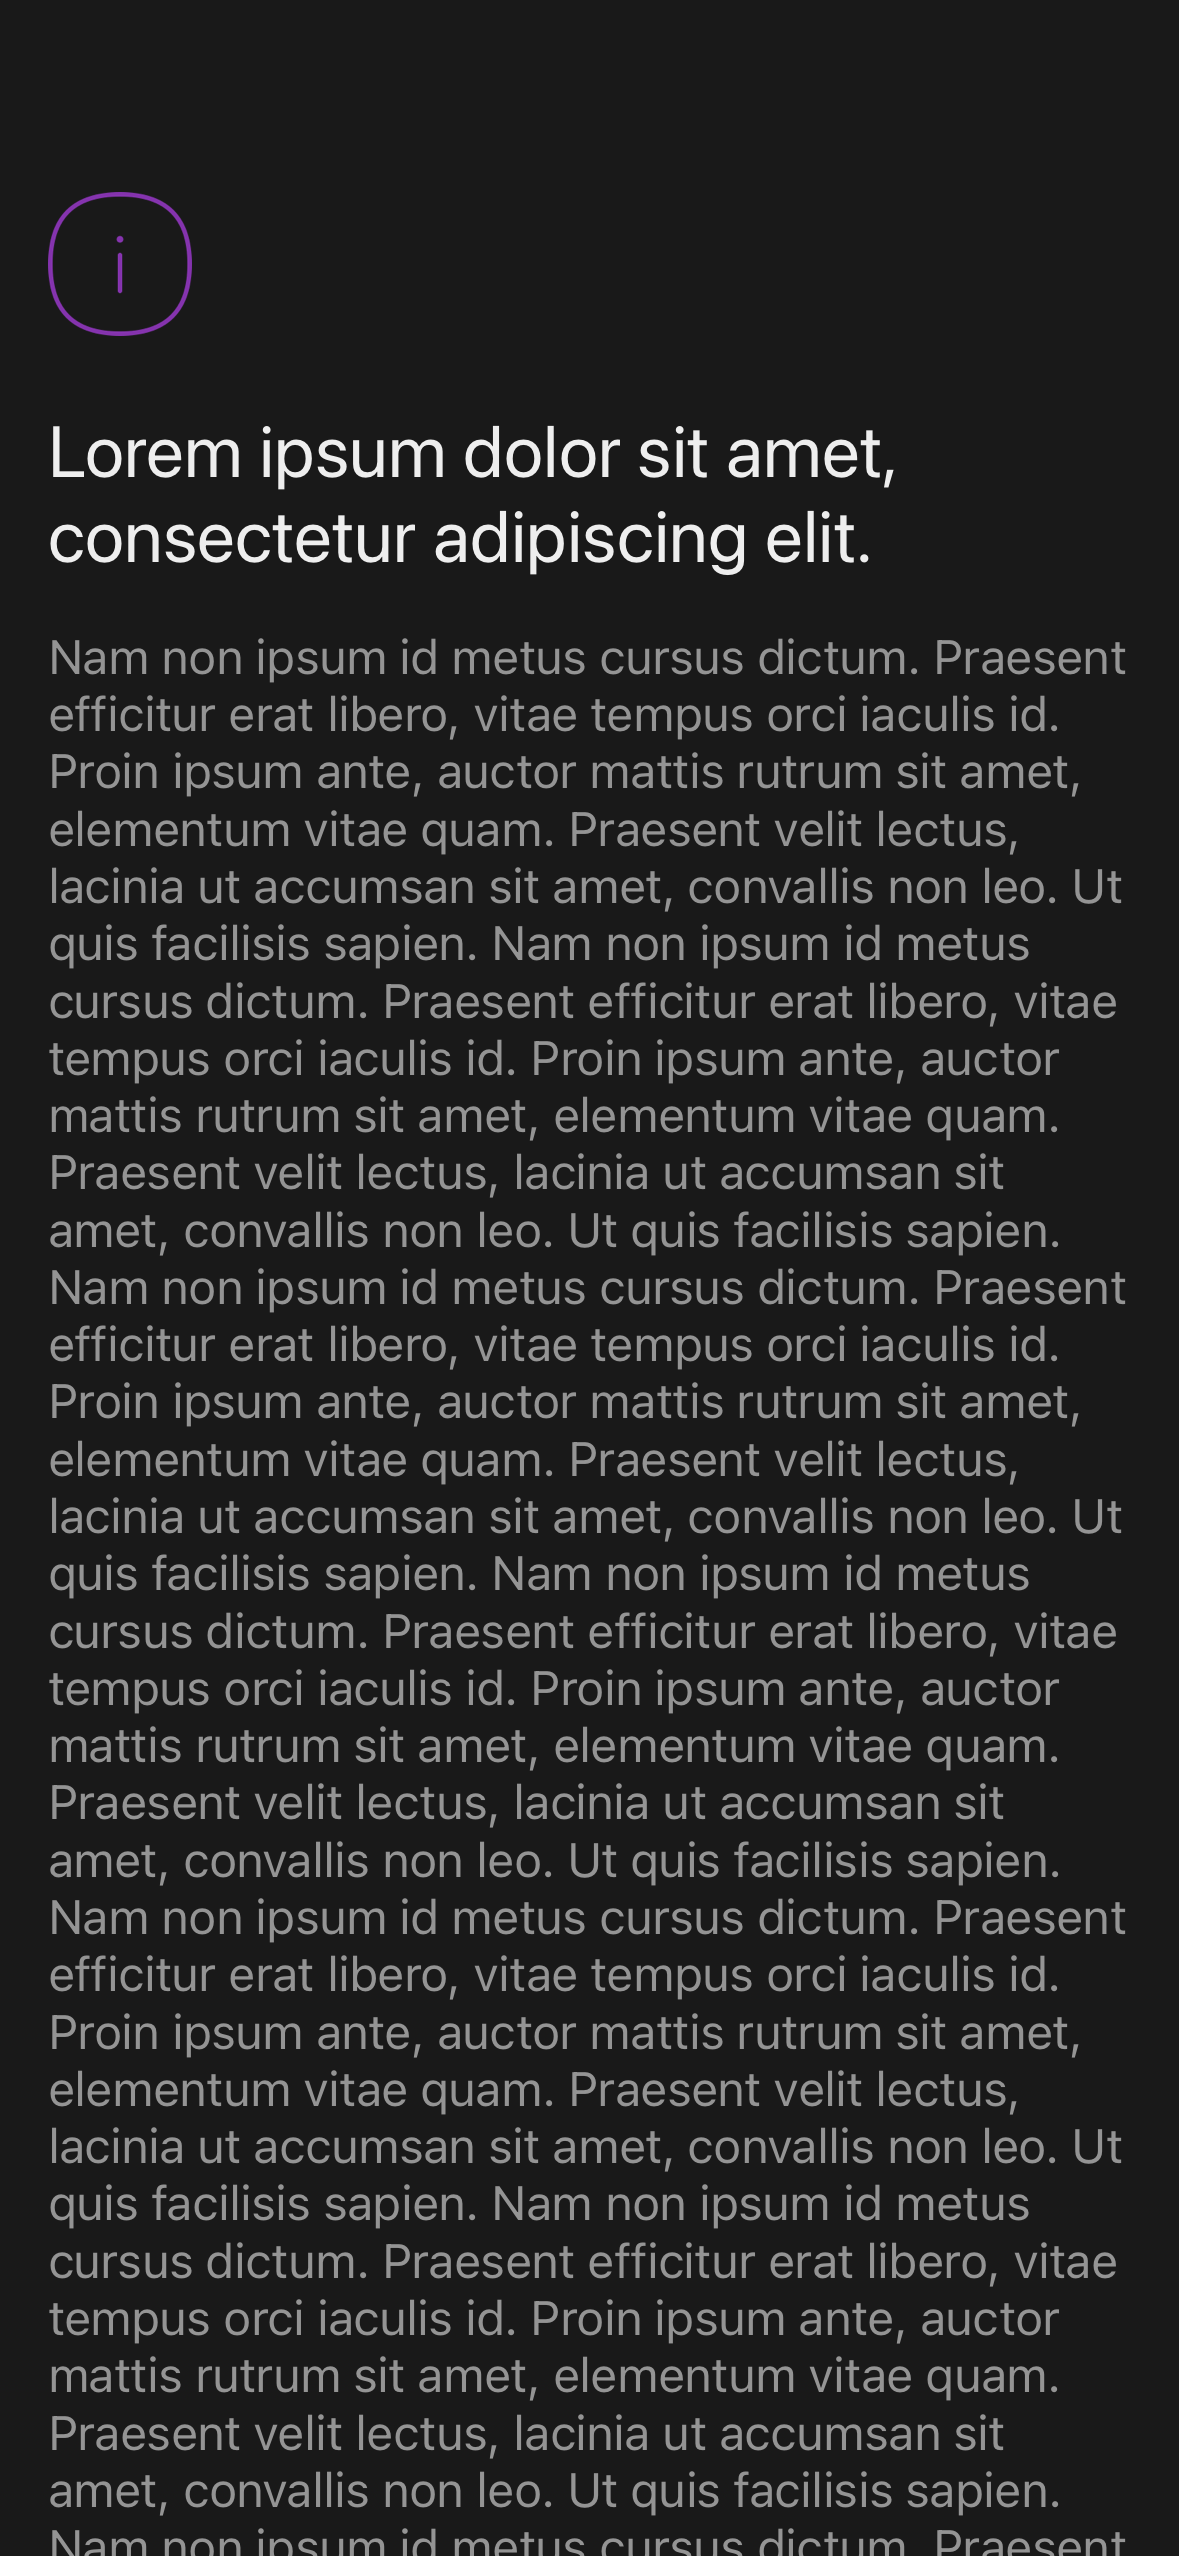 i
Lorem ipsum dolor sit amet,
consectetur adipiscing elit.
Nam non ipsum id metus cursus dictum. Praesent
efficitur erat libero, vitae tempus orci iaculis id.
Proin ipsum ante, auctor mattis rutrum sit amet,
elementum vitae quam. Praesent velit lectus,
lacinia ut accumsan sit amet, convallis non leo. Ut
quis facilisis sapien. Nam non ipsum id metus
cursus dictum. Praesent efficitur erat libero, vitae
tempus orci iaculis id. Proin ipsum ante, auctor
mattis rutrum sit amet, elementum vitae quam.
Praesent velit lectus, lacinia ut accumsan sit
amet, convallis non leo. Ut quis facilisis sapien.
Nam non ipsum id metus cursus dictum. Praesent
efficitur erat libero, vitae tempus orci iaculis id.
Proin ipsum ante, auctor mattis rutrum sit amet,
elementum vitae quam. Praesent velit lectus,
lacinia ut accumsan sit amet, convallis non leo. Ut
quis facilisis sapien. Nam non ipsum id metus
cursus dictum. Praesent efficitur erat libero, vitae
tempus orci iaculis id. Proin ipsum ante, auctor
mattis rutrum sit amet, elementum vitae quam.
Praesent velit lectus, lacinia ut accumsan sit
amet, convallis non leo. Ut quis facilisis sapien.
Nam non ipsum id metus cursus dictum. Praesent
efficitur erat libero, vitae tempus orci iaculis id.
Proin ipsum ante, auctor mattis rutrum sit amet,
elementum vitae quam. Praesent velit lectus,
lacinia ut accumsan sit amet, convallis non leo. Ut
quis facilisis sapien. Nam non ipsum id metus
cursus dictum. Praesent efficitur erat libero, vitae
tempus orci iaculis id. Proin ipsum ante, auctor
mattis rutrum sit amet, elementum vitae quam.
Praesent velit lectus, lacinia ut accumsan sit
amet, convallis non leo. Ut quis facilisis sapien.
Nam non ipsum id metus cursus dictum. Praesent